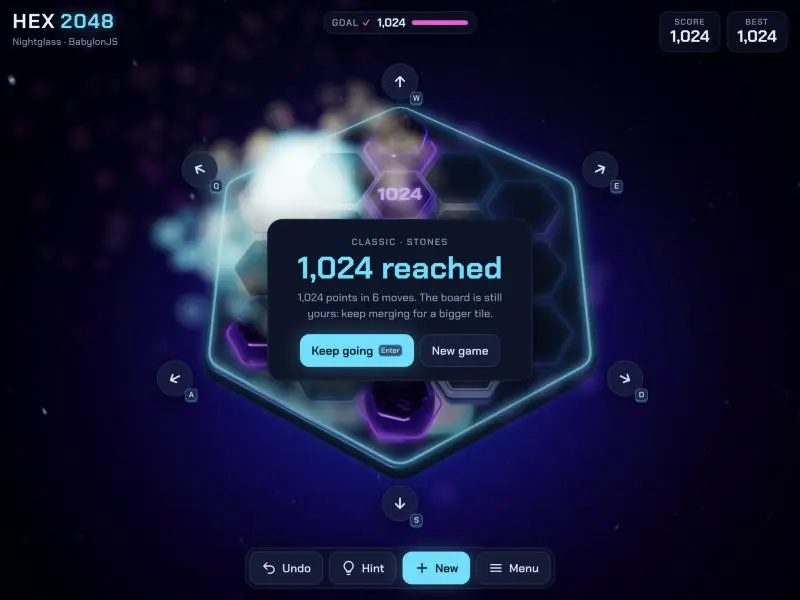 HEX 2048
Nightglass · BabylonJS
GOAL ✓ 1,024
SCORE
1,024
BEST
1,024
W
Q
E
1024
CLASSIC · STONES
1,024 reached
1,024 points in 6 moves. The board is still
yours: keep merging for a bigger tile.
Keep going Enter
New game
A
D
S
Undo
Hint
New
Menu